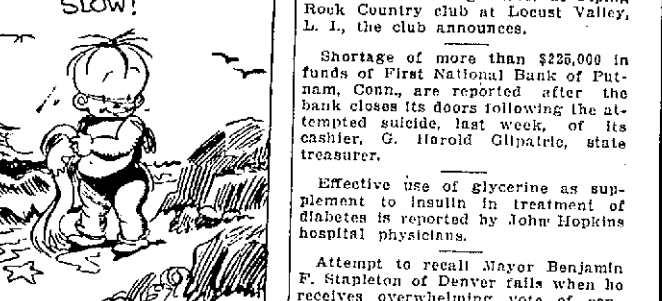 SLOW!
Rock Country club at Locust Valley,
L. I., the club announces.
Shortage of more than $225,000 in
funds of First National Bank of Put-
nam, Conn., are reported after the
bank closes its doors following the at-
tempted suicide, last week, of its
cashier, G. Harold Gilpatric, state
treasurer.
Effective use of glycerine as sup-
plement to insulin in treatment of
diabetes is reported by John Hopkins
hospital physicians.
Attempt to recall Mayor Benjamin
F. Stapleton of Denver fails when he
receives overwhelming vote of